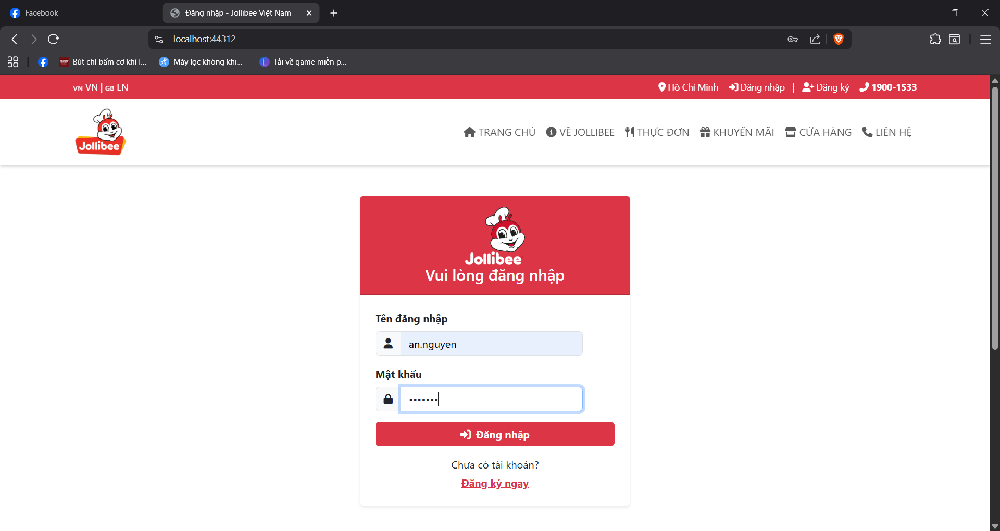 Facebook
Đăng nhập - Jollibee Việt Nam
localhost:44312
Bút chì bấm cơ khí l...
Máy lọc không khí...
L Tải về game miễn p...
VN VN | GB EN
Hồ Chí Minh Đăng nhập | Đăng ký 1900-1533
Jollibee
TRANG CHỦ VỀ JOLLIBEE THỰC ĐƠN KHUYẾN MÃI CỬA HÀNG LIÊN HỆ
Jollibee
Vui lòng đăng nhập
Tên đăng nhập
an.nguyen
Mật khẩu
•••••••
Đăng nhập
Chưa có tài khoản?
Đăng ký ngay